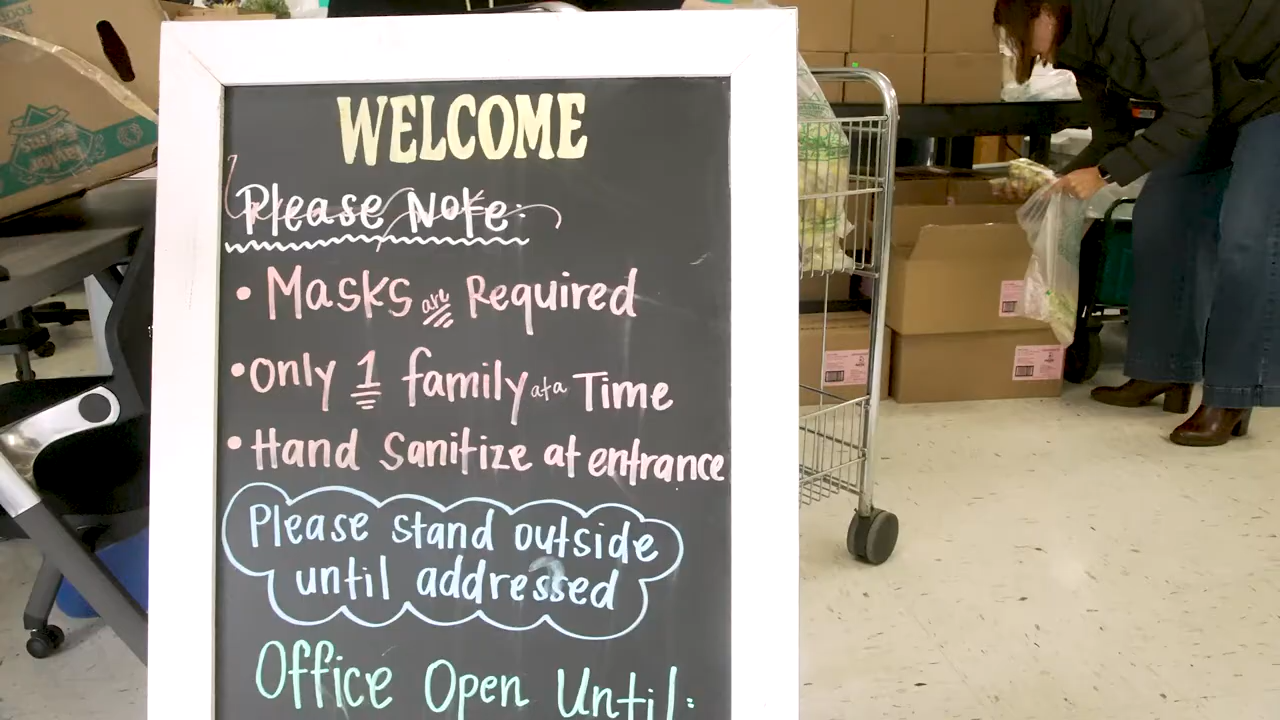 WELCOME
Please Note:
• Masks are Required
• Only 1 family at a Time
• Hand Sanitize at entrance
Please stand outside
until addressed
Office Open Until: